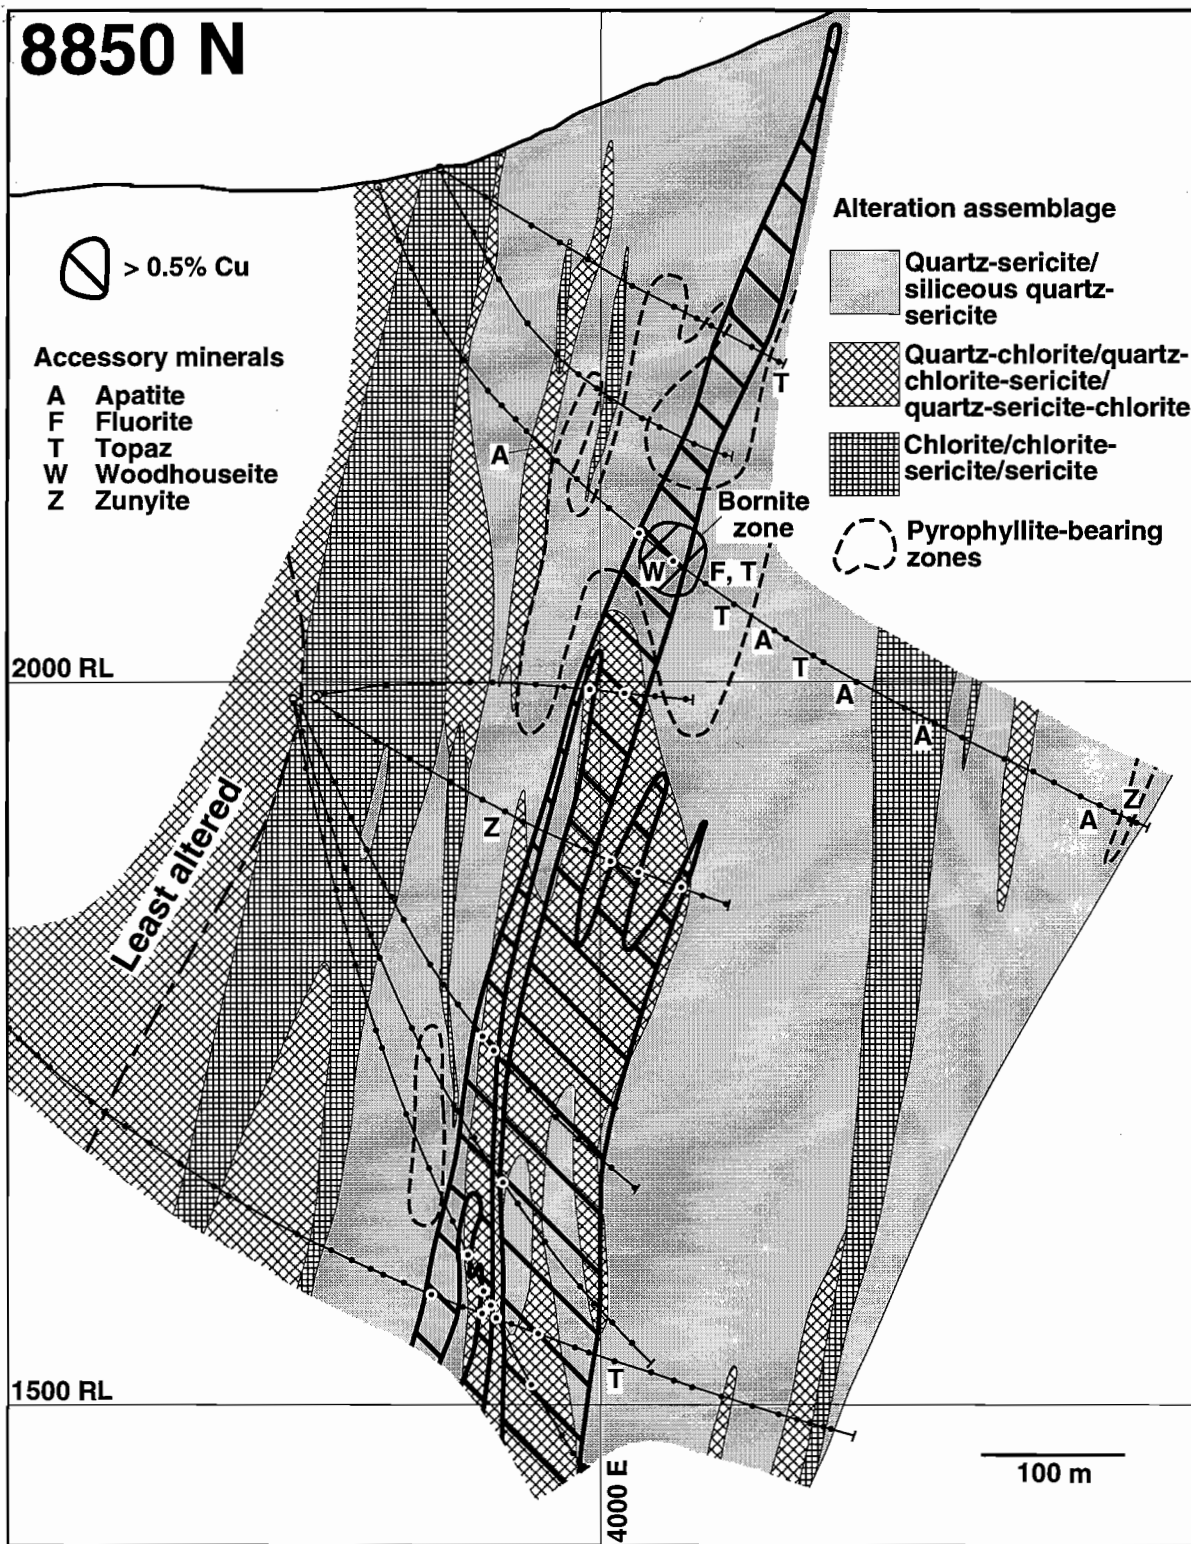 8850 N
> 0.5% Cu
Accessory minerals
A Apatite
F Fluorite
T Topaz
W Woodhouseite
Z Zunyite
Alteration assemblage
Quartz-sericite/
siliceous quartz-
sericite
Quartz-chlorite/quartz-
chlorite-sericite/
quartz-sericite-chlorite
Chlorite/chlorite-
sericite/sericite
Pyrophyllite-bearing
zones
T
A
Bornite
zone
W
F, T
T
A
T
A
A
Z
A
2000 RL
Z
Least altered
T
1500 RL
4000 E
100 m